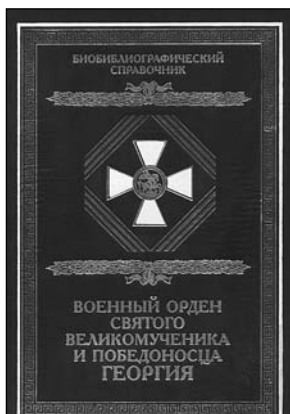 БИОБИБЛИОГРАФИЧЕСКИЙ
СПРАВОЧНИК
ВОЕННЫЙ ОРДЕН
СВЯТОГО
ВЕЛИКОМУЧЕНИКА
И ПОБЕДОНОСЦА
ГЕОРГИЯ